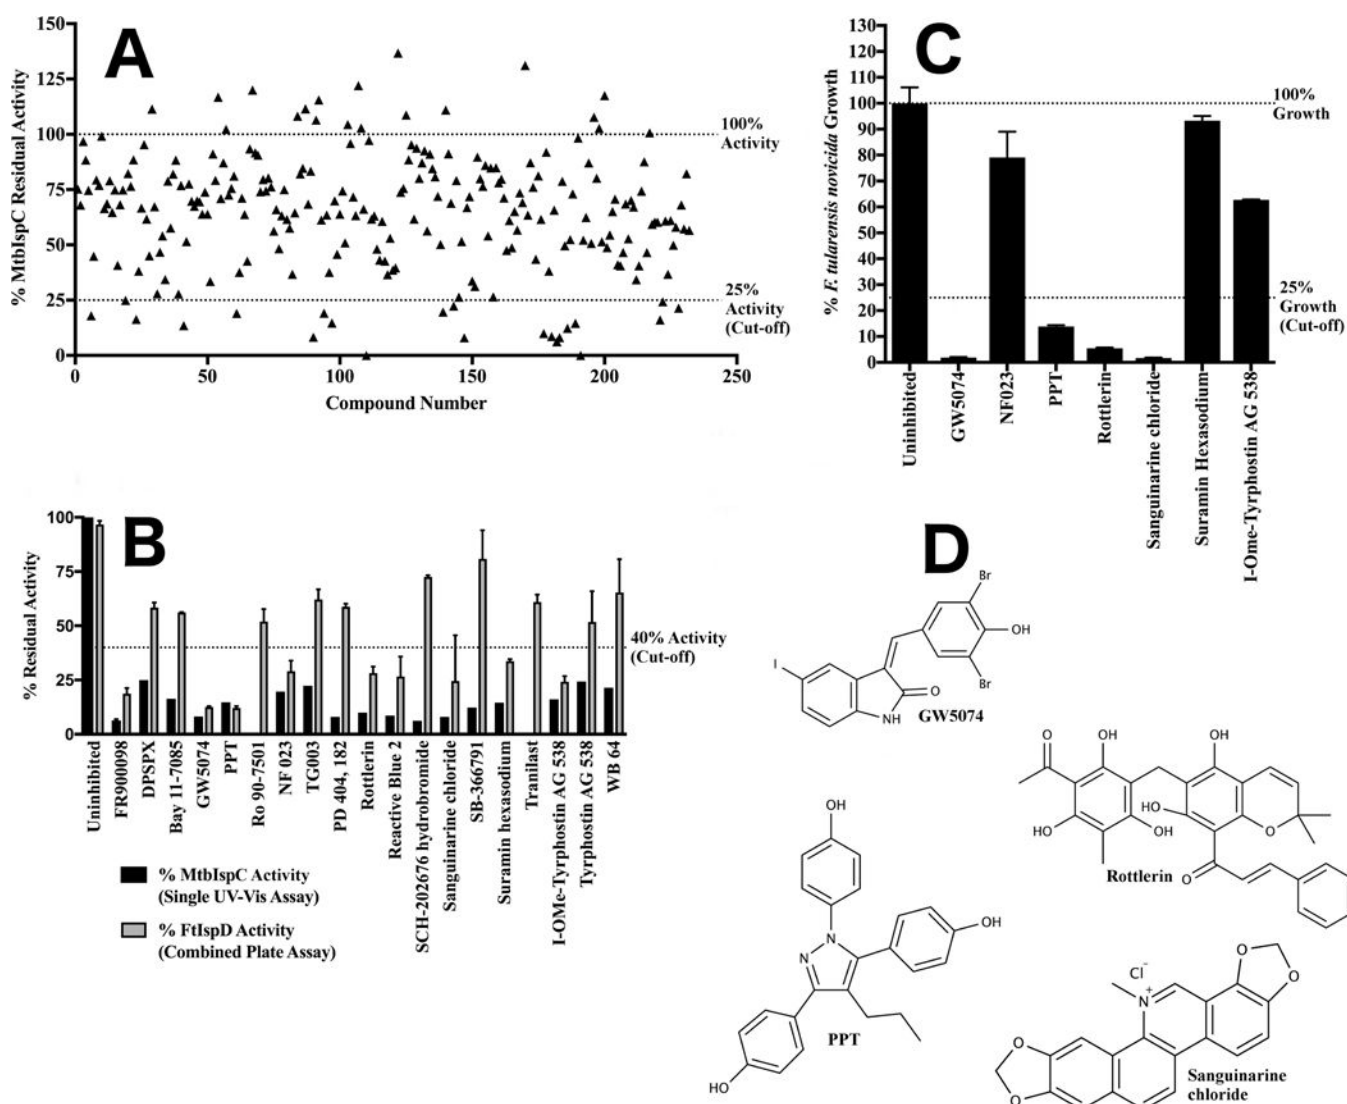 A
% MtbIspC Residual Activity
150
125
100
75
50
25
0
100%
Activity
25%
Activity
(Cut-off)
0
50
100
150
200
250
Compound Number
C
% F. tularensis novicida Growth
130
120
110
100
90
80
70
60
50
40
30
20
10
0
100%
Growth
25%
Growth
(Cut-off)
Uninhibited
GW5074
NF023
PPT
Rottlerin
Sanguinarine chloride
Suramin Hexasodium
I-Ome-Tyrphostin AG 538
B
% Residual Activity
100
75
50
25
0
40% Activity
(Cut-off)
Uninhibited
FR900098
DPSPX
Bay 11-7085
GW5074
PPT
Ro 90-7501
NF 023
TG003
PD 404, 182
Rottlerin
Reactive Blue 2
SCH-202676 hydrobromide
Sanguinarine chloride
SB-366791
Suramin hexasodium
Tranilast
I-OMe-Tyrphostin AG 538
Tyrphostin AG 538
WB 64
% MtbIspC Activity
(Single UV-Vis Assay)
% FtIspD Activity
(Combined Plate Assay)
D
Br
OH
Br
I
O
NH
GW5074
O
OH
OH
HO
HO
OH
O
O
Rottlerin
OH
OH
N
N
HO
PPT
Cl⁻
N⁺
O
O
O
O
Sanguinarine
chloride